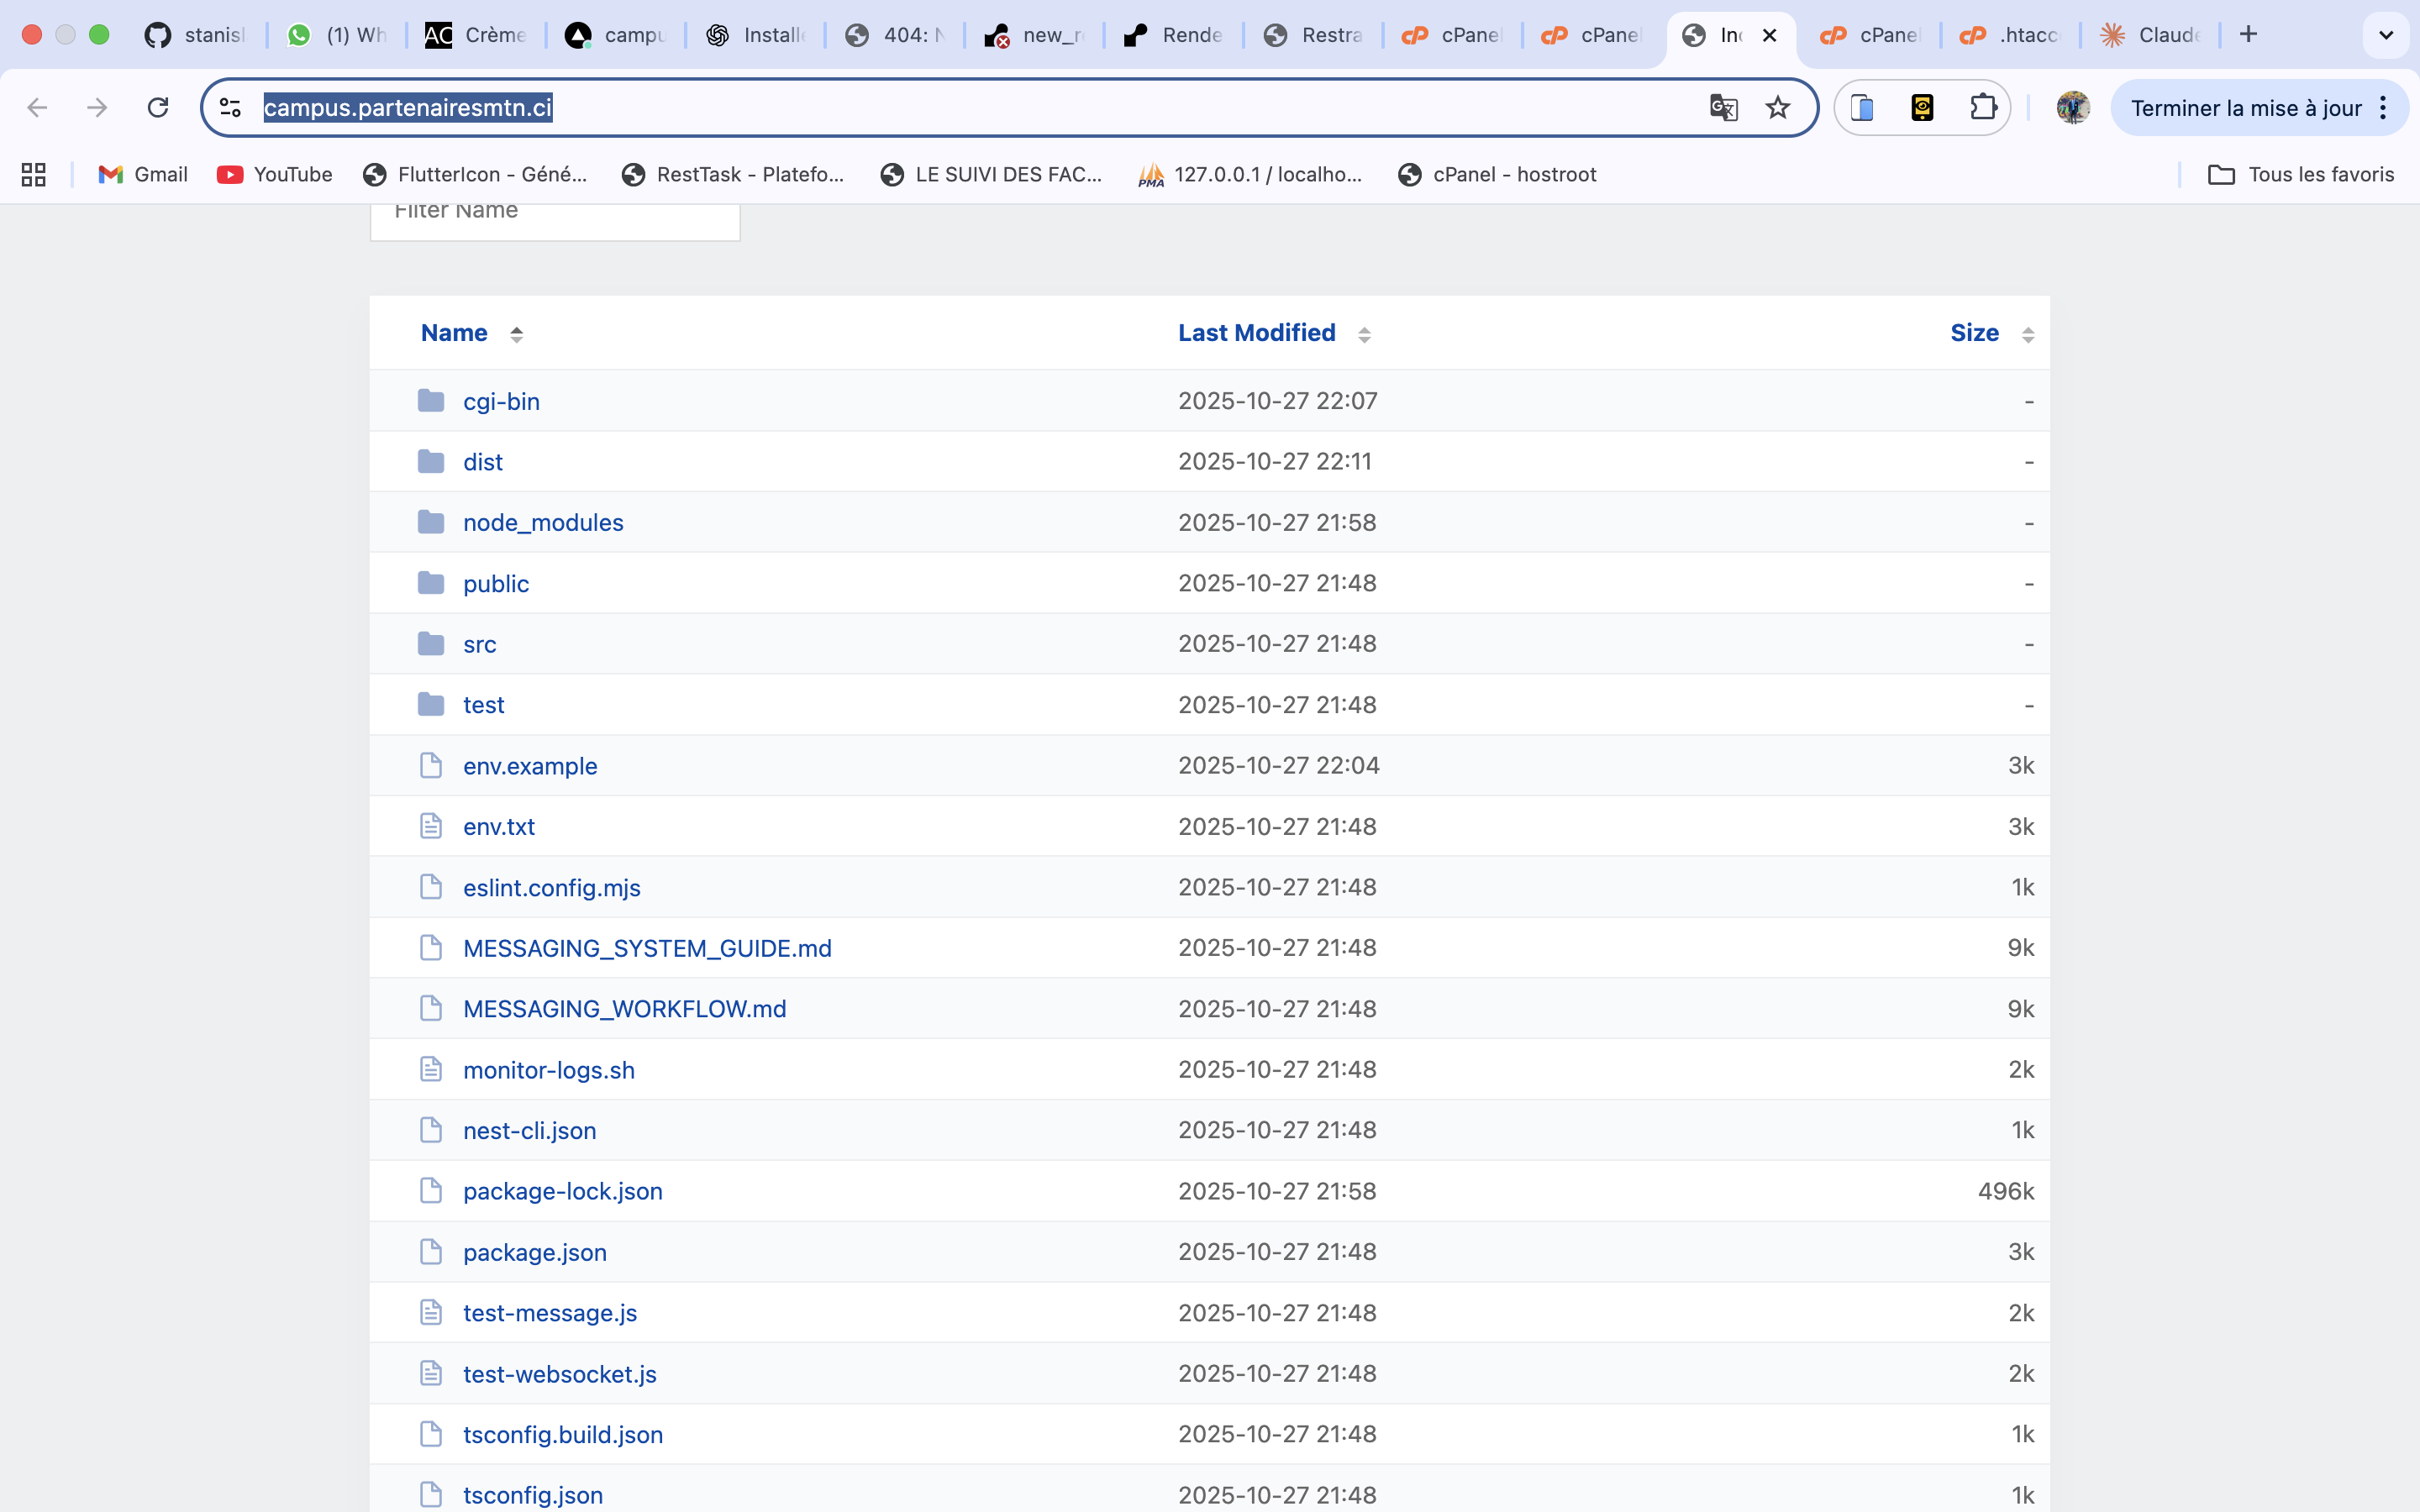 stanisl
(1) Wh
AC Crème
campu
Installe
404: N
new_r
Rende
Restra
cPanel
cPanel
Inc
cPanel
.htacc
Claude
campus.partenairesmtn.ci
Terminer la mise à jour
Gmail
YouTube
FlutterIcon - Géné...
RestTask - Platefo...
LE SUIVI DES FAC...
PMA 127.0.0.1 / localho...
cPanel - hostroot
Tous les favoris
Filter Name
Name Last Modified Size
cgi-bin 2025-10-27 22:07 -
dist 2025-10-27 22:11 -
node_modules 2025-10-27 21:58 -
public 2025-10-27 21:48 -
src 2025-10-27 21:48 -
test 2025-10-27 21:48 -
env.example 2025-10-27 22:04 3k
env.txt 2025-10-27 21:48 3k
eslint.config.mjs 2025-10-27 21:48 1k
MESSAGING_SYSTEM_GUIDE.md 2025-10-27 21:48 9k
MESSAGING_WORKFLOW.md 2025-10-27 21:48 9k
monitor-logs.sh 2025-10-27 21:48 2k
nest-cli.json 2025-10-27 21:48 1k
package-lock.json 2025-10-27 21:58 496k
package.json 2025-10-27 21:48 3k
test-message.js 2025-10-27 21:48 2k
test-websocket.js 2025-10-27 21:48 2k
tsconfig.build.json 2025-10-27 21:48 1k
tsconfig.json 2025-10-27 21:48 1k